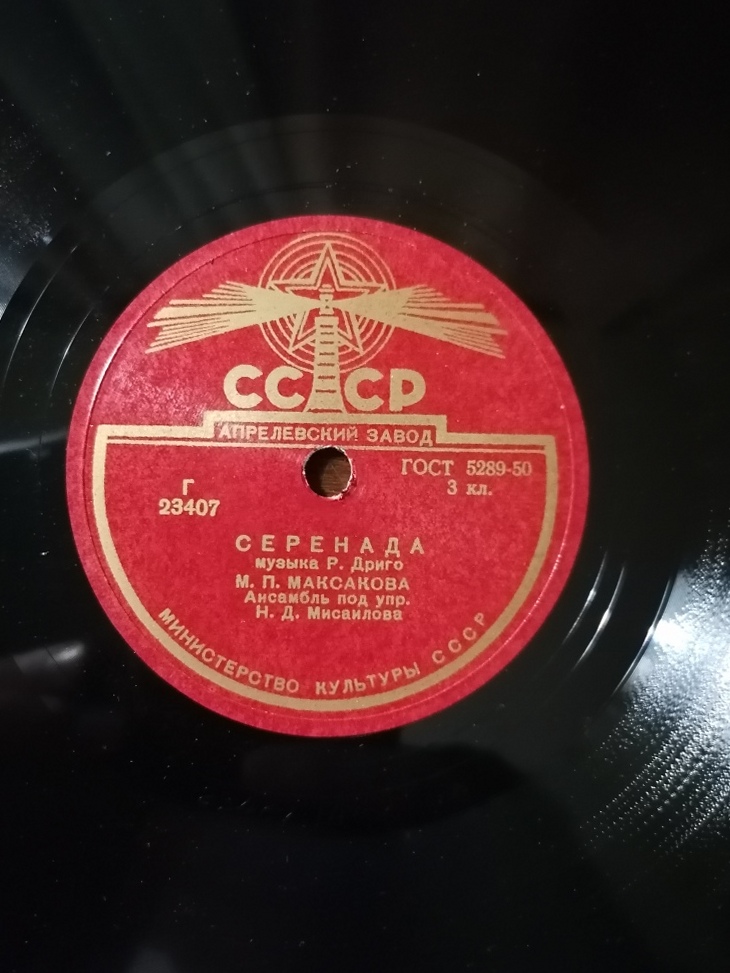 СССР
АПРЕЛЕВСКИЙ ЗАВОД
ГОСТ 5289-50
3 кл.
Г
23407
СЕРЕНАДА
музыка Р. Дриго
М. П. МАКСАКОВА
Ансамбль под упр.
Н. Д. Мисаилова
МИНИСТЕРСТВО КУЛЬТУРЫ СССР